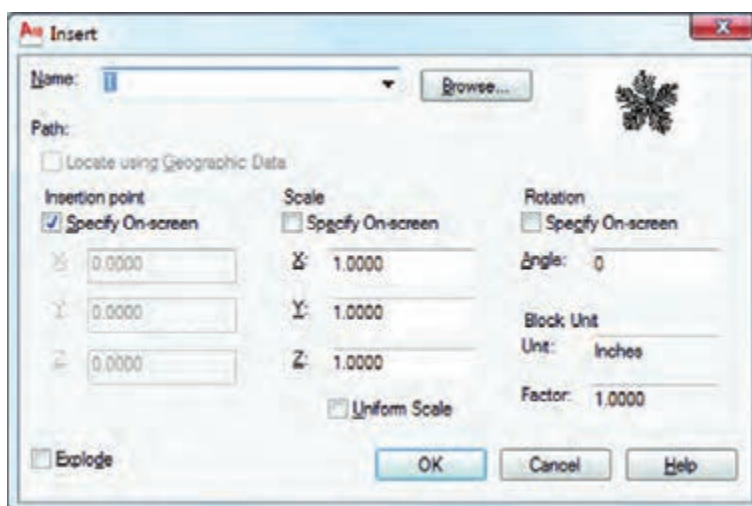 Insert
Name:
Browse...
Path:
Locate using Geographic Data
Insertion point
Scale
Rotation
Specify On-screen
Specify On-screen
Specify On-screen
X: 0.0000
X: 1.0000
Angle: 0
Y: 0.0000
Y: 1.0000
Block Unit
Unit: Inches
Z: 0.0000
Z: 1.0000
Factor: 1.0000
Uniform Scale
Explode
OK
Cancel
Help